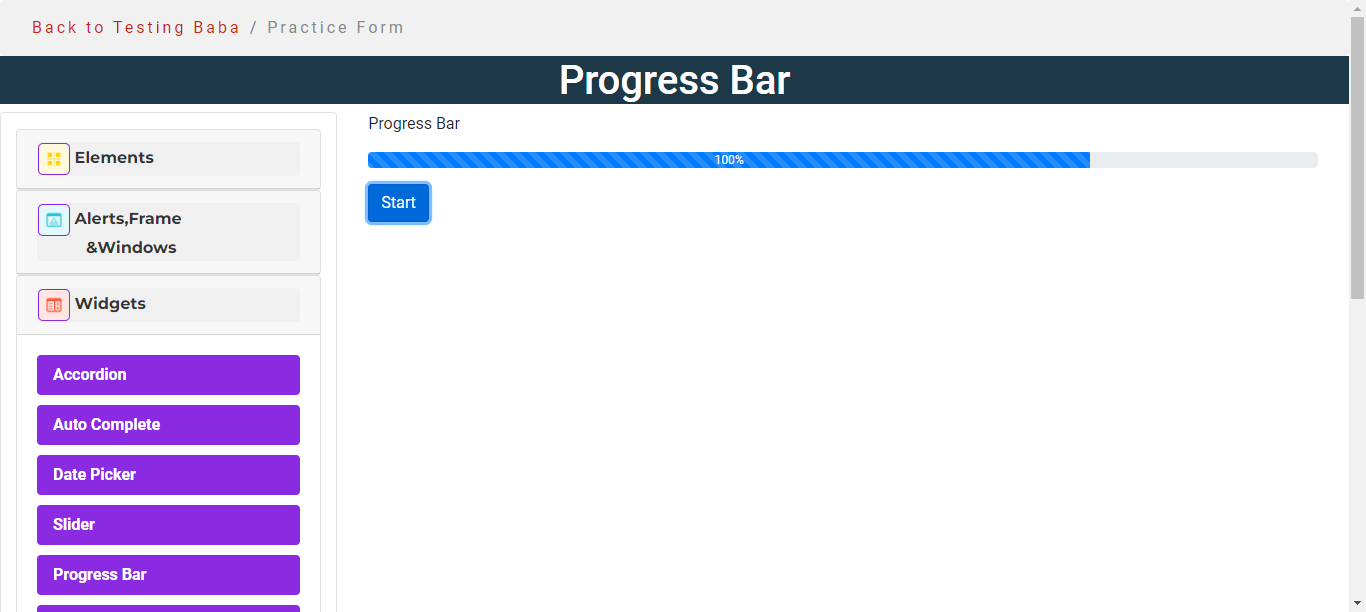 Back to Testing Baba / Practice Form
Progress Bar
Elements
Alerts,Frame
&Windows
Widgets
Accordion
Auto Complete
Date Picker
Slider
Progress Bar
Progress Bar
100%
Start